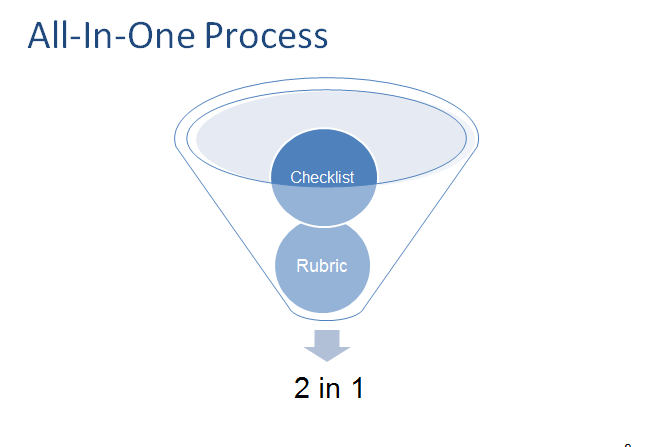 All-In-One Process
Checklist
Rubric
2 in 1